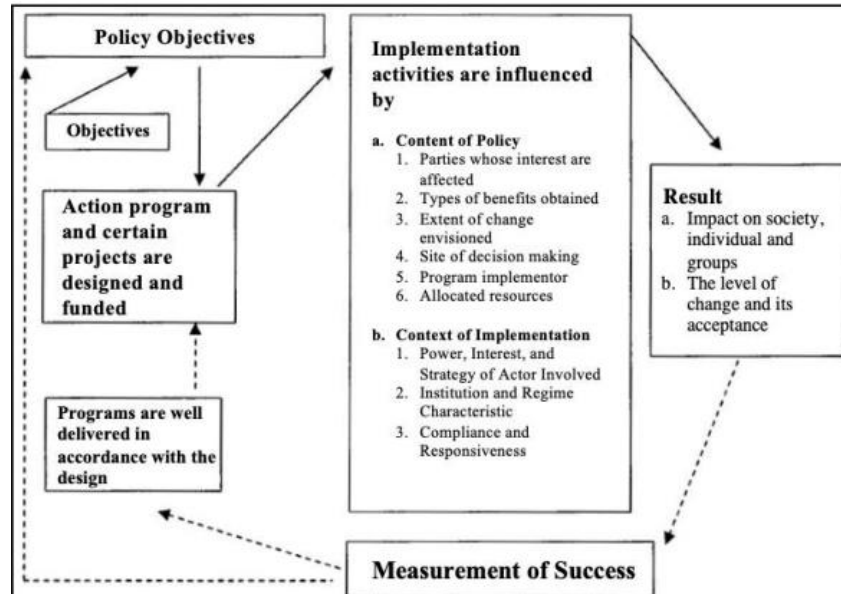 Policy Objectives
Objectives
Action program
and certain
projects are
designed and
funded
Programs are well
delivered in
accordance with the
design
Implementation
activities are influenced
by
a. Content of Policy
1. Parties whose interest are
affected
2. Types of benefits obtained
3. Extent of change
envisioned
4. Site of decision making
5. Program implementor
6. Allocated resources
b. Context of Implementation
1. Power, Interest, and
Strategy of Actor Involved
2. Institution and Regime
Characteristic
3. Compliance and
Responsiveness
Result
a. Impact on society,
individual and
groups
b. The level of
change and its
acceptance
Measurement of Success